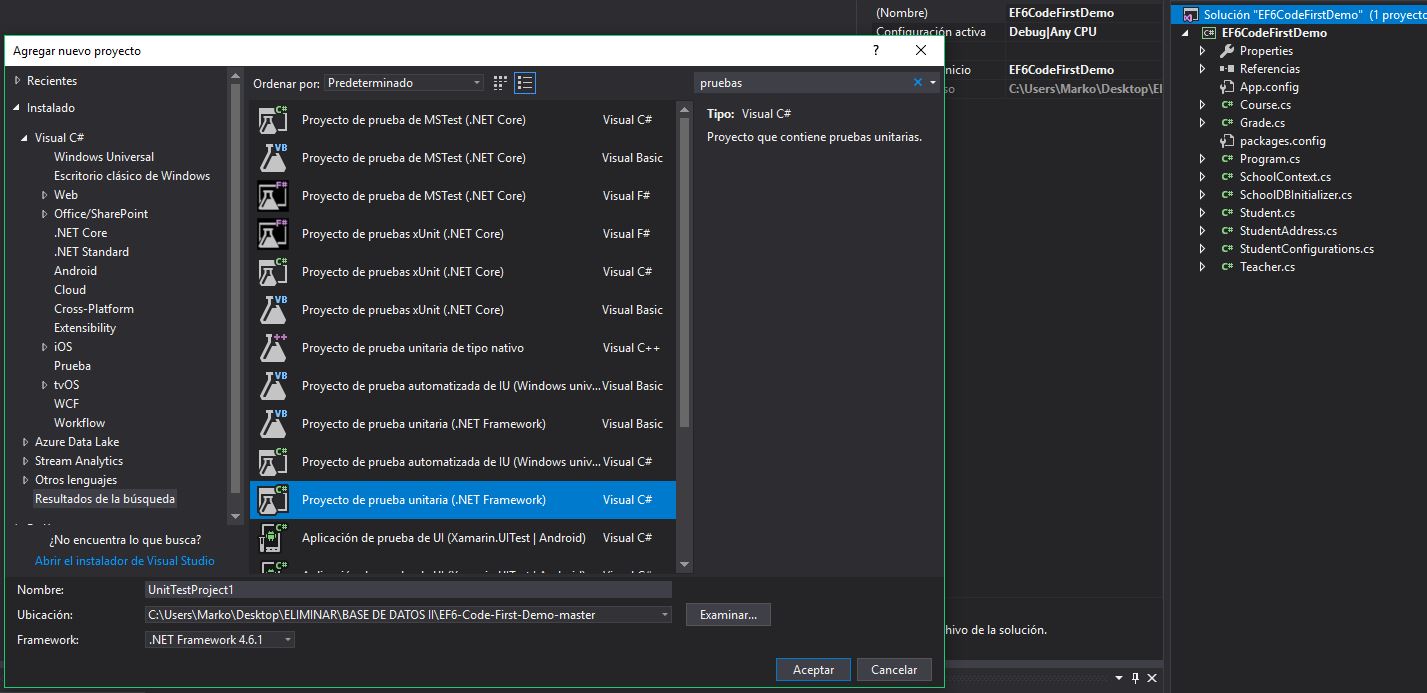 (Nombre) EF6CodeFirstDemo
Configuración activa Debug|Any CPU
inicio EF6CodeFirstDemo
so C:\Users\Marko\Desktop\EI
Agregar nuevo proyecto ?
Recientes
Instalado
Visual C#
Windows Universal
Escritorio clásico de Windows
Web
Office/SharePoint
.NET Core
.NET Standard
Android
Cloud
Cross-Platform
Extensibility
iOS
Prueba
tvOS
WCF
Workflow
Azure Data Lake
Stream Analytics
Otros lenguajes
Resultados de la búsqueda
¿No encuentra lo que busca?
Abrir el instalador de Visual Studio
Ordenar por: Predeterminado
C# Proyecto de prueba de MSTest (.NET Core) Visual C#
VB Proyecto de prueba de MSTest (.NET Core) Visual Basic
F# Proyecto de prueba de MSTest (.NET Core) Visual F#
F# Proyecto de pruebas xUnit (.NET Core) Visual F#
C# Proyecto de pruebas xUnit (.NET Core) Visual C#
VB Proyecto de pruebas xUnit (.NET Core) Visual Basic
++ Proyecto de prueba unitaria de tipo nativo Visual C++
VB Proyecto de prueba automatizada de IU (Windows univ... Visual Basic
VB Proyecto de prueba unitaria (.NET Framework) Visual Basic
C# Proyecto de prueba automatizada de IU (Windows univ... Visual C#
C# Proyecto de prueba unitaria (.NET Framework) Visual C#
C# Aplicación de prueba de UI (Xamarin.UITest | Android) Visual C#
pruebas
Tipo: Visual C#
Proyecto que contiene pruebas unitarias.
Nombre: UnitTestProject1
Ubicación: C:\Users\Marko\Desktop\ELIMINAR\BASE DE DATOS II\EF6-Code-First-Demo-master Examinar...
Framework: .NET Framework 4.6.1
Aceptar Cancelar
hivo de la solución.
Solución "EF6CodeFirstDemo" (1 proyecto
C# EF6CodeFirstDemo
Properties
Referencias
App.config
C# Course.cs
C# Grade.cs
packages.config
C# Program.cs
C# SchoolContext.cs
C# SchoolDBInitializer.cs
C# Student.cs
C# StudentAddress.cs
C# StudentConfigurations.cs
C# Teacher.cs